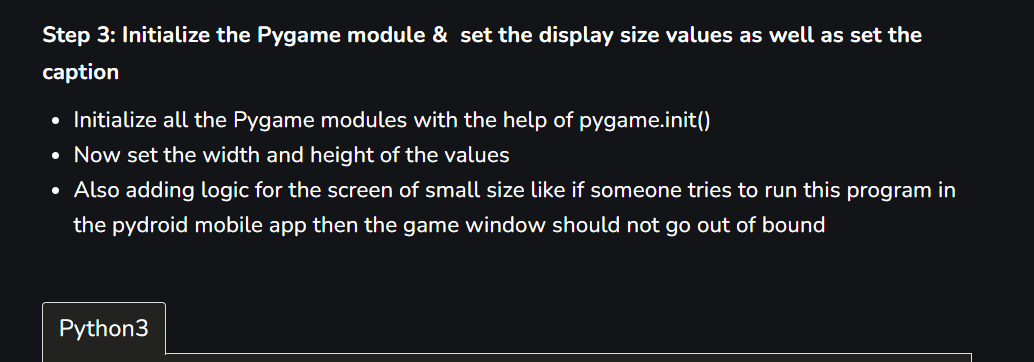 Step 3: Initialize the Pygame module &  set the display size values as well as set the
caption
• Initialize all the Pygame modules with the help of pygame.init()
• Now set the width and height of the values
• Also adding logic for the screen of small size like if someone tries to run this program in
the pydroid mobile app then the game window should not go out of bound
Python3